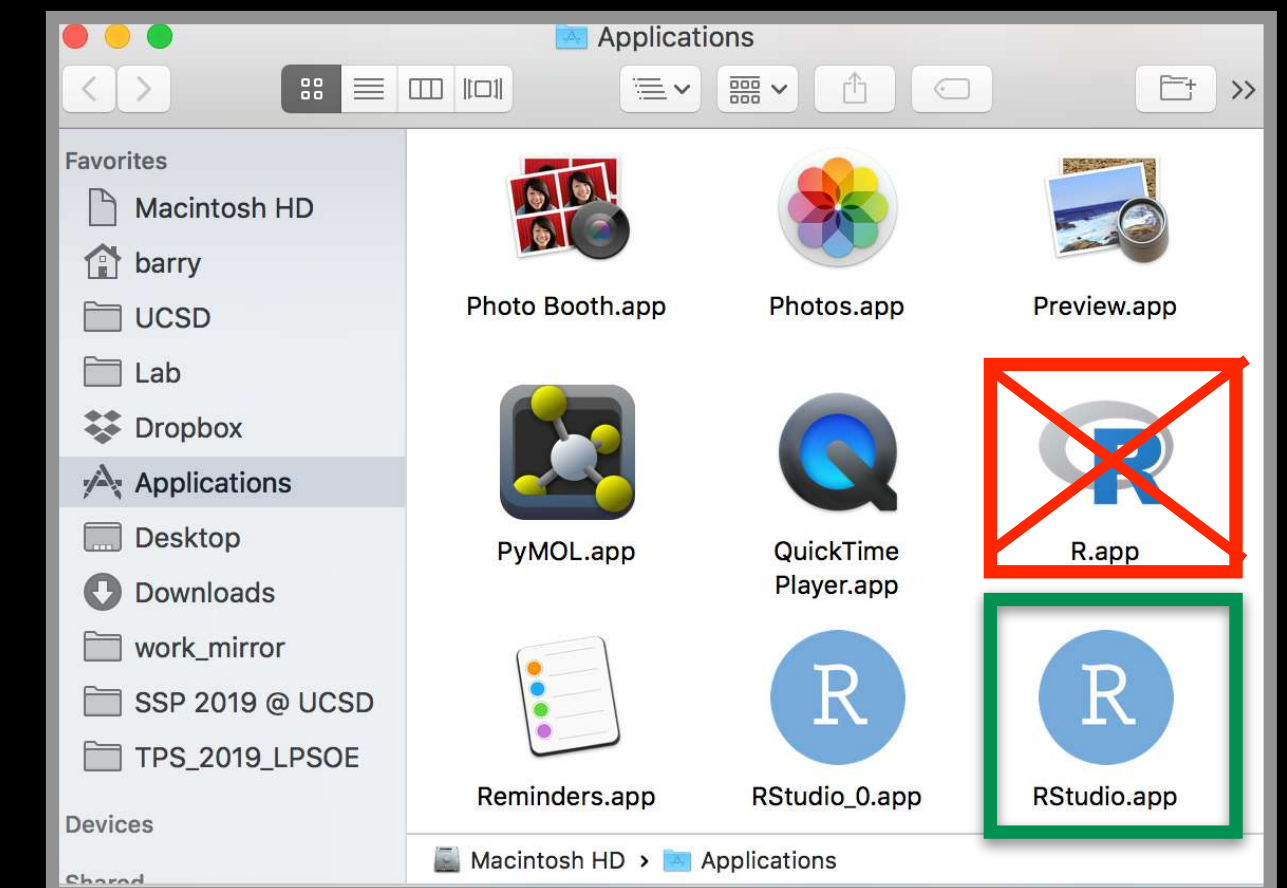 Applications
Favorites
Macintosh HD
barry
UCSD
Lab
Dropbox
Applications
Desktop
Downloads
work_mirror
SSP 2019 @ UCSD
TPS_2019_LPSOE
Devices
Shared
Photo Booth.app
Photos.app
Preview.app
PyMOL.app
QuickTime
Player.app
R
R.app
Reminders.app
R
RStudio_0.app
R
RStudio.app
Macintosh HD › Applications